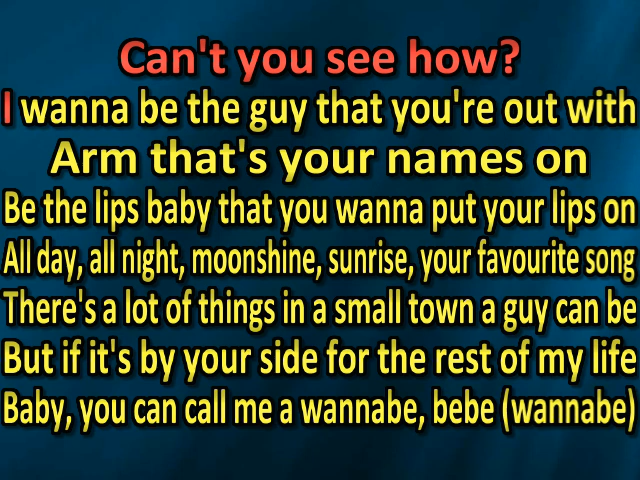 Can't you see how?
I wanna be the guy that you're out with
Arm that's your names on
Be the lips baby that you wanna put your lips on
All day, all night, moonshine, sunrise, your favourite song
There's a lot of things in a small town a guy can be
But if it's by your side for the rest of my life
Baby, you can call me a wannabe, bebe (wannabe)